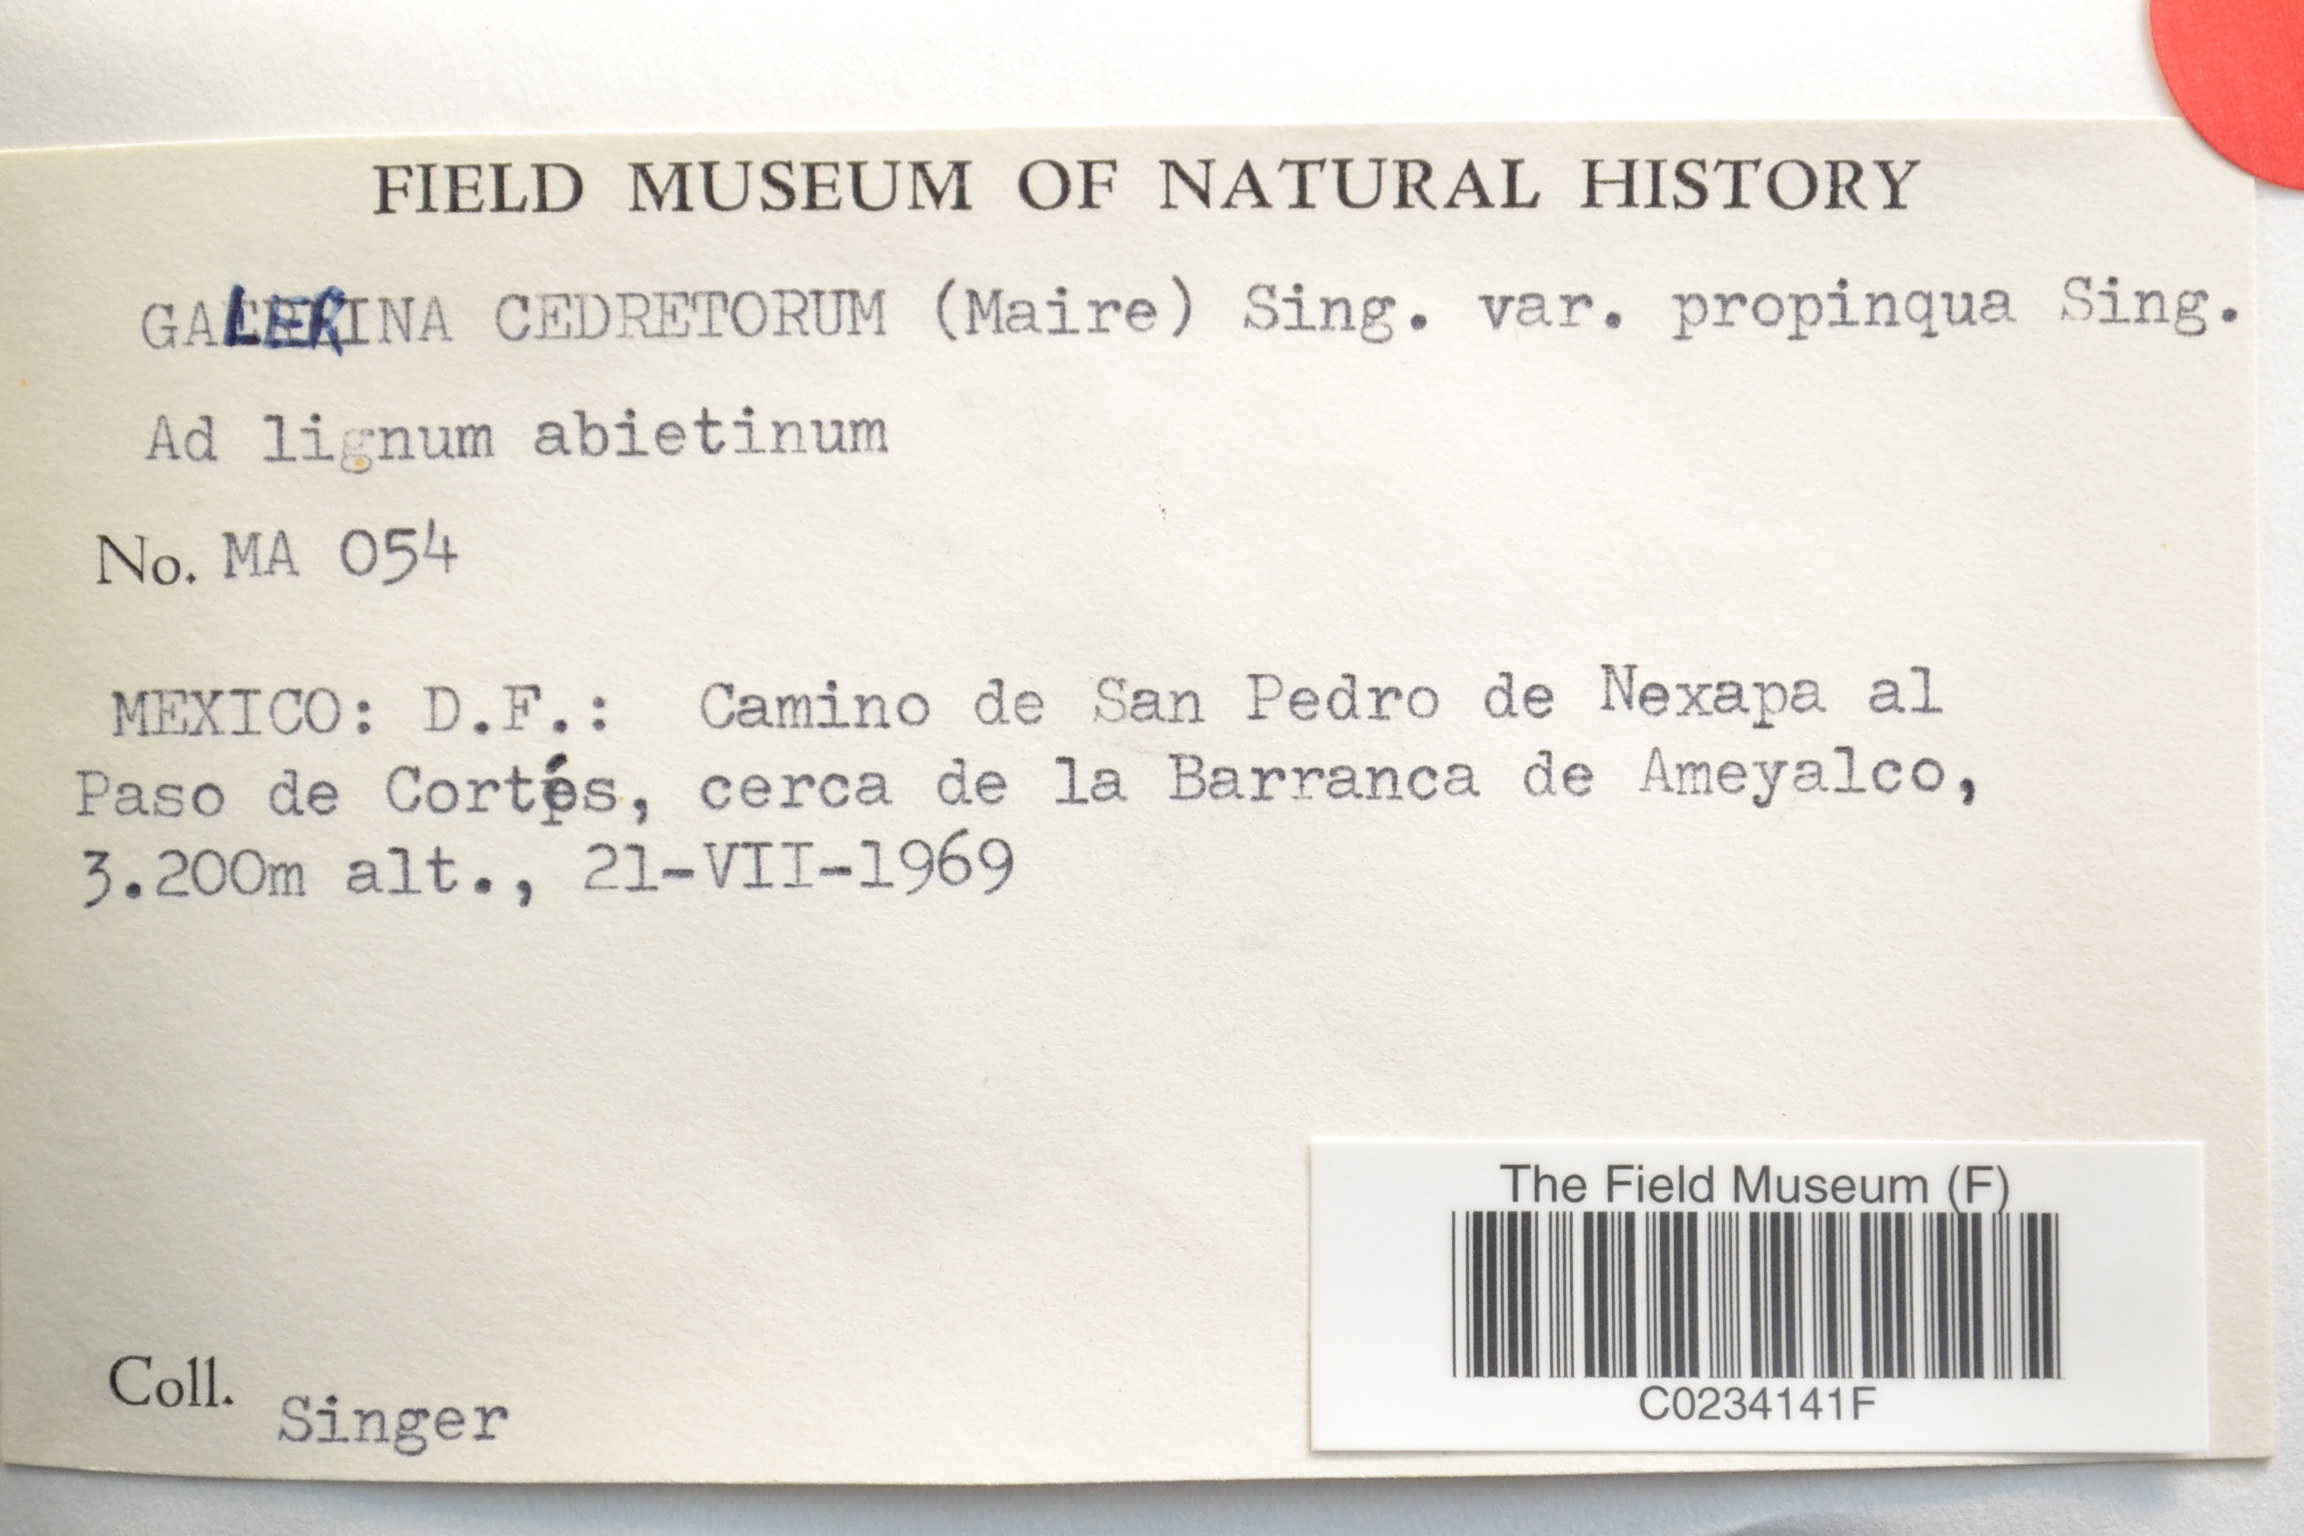 FIELD MUSEUM OF NATURAL HISTORY
GALERINA CEDRETORUM (Maire) Sing. var. propinqua Sing.
Ad lignum abietinum
No. MA 054
MEXICO: D.F.: Camino de San Pedro de Nexapa al
Paso de Cortés, cerca de la Barranca de Ameyalco,
3.200m alt., 21-VII-1969
The Field Museum (F)
C0234141F
Coll. Singer